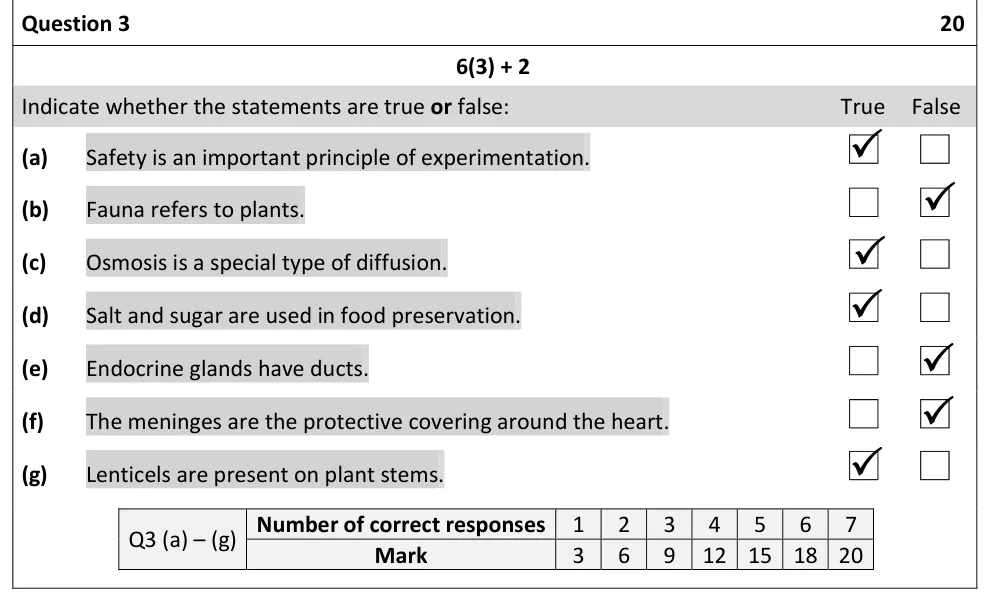 Question 3 20
6(3) + 2
Indicate whether the statements are true or false: True False
(a) Safety is an important principle of experimentation.
(b) Fauna refers to plants.
(c) Osmosis is a special type of diffusion.
(d) Salt and sugar are used in food preservation.
(e) Endocrine glands have ducts.
(f) The meninges are the protective covering around the heart.
(g) Lenticels are present on plant stems.
Q3 (a) – (g)
Number of correct responses 1 2 3 4 5 6 7
Mark 3 6 9 12 15 18 20